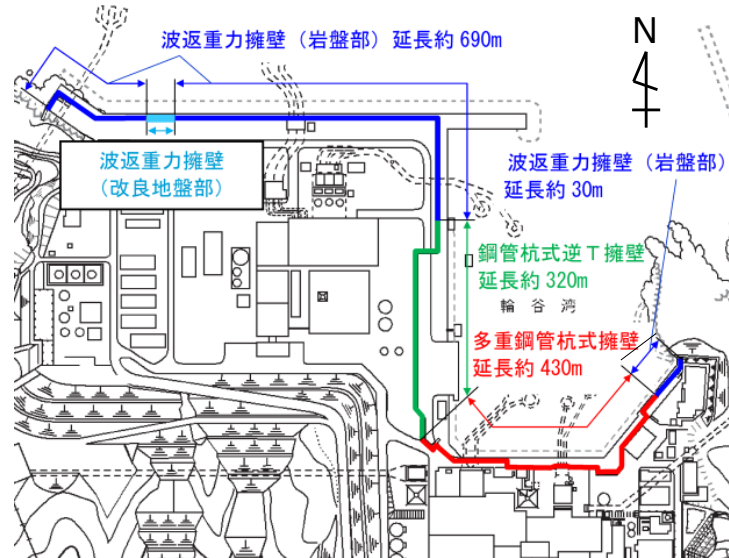 波返重力擁壁（岩盤部）延長約 690m
N
波返重力擁壁
（改良地盤部）
波返重力擁壁（岩盤部）
延長約 30m
鋼管杭式逆Ｔ擁壁
延長約 320m
輪谷湾
多重鋼管杭式擁壁
延長約 430m